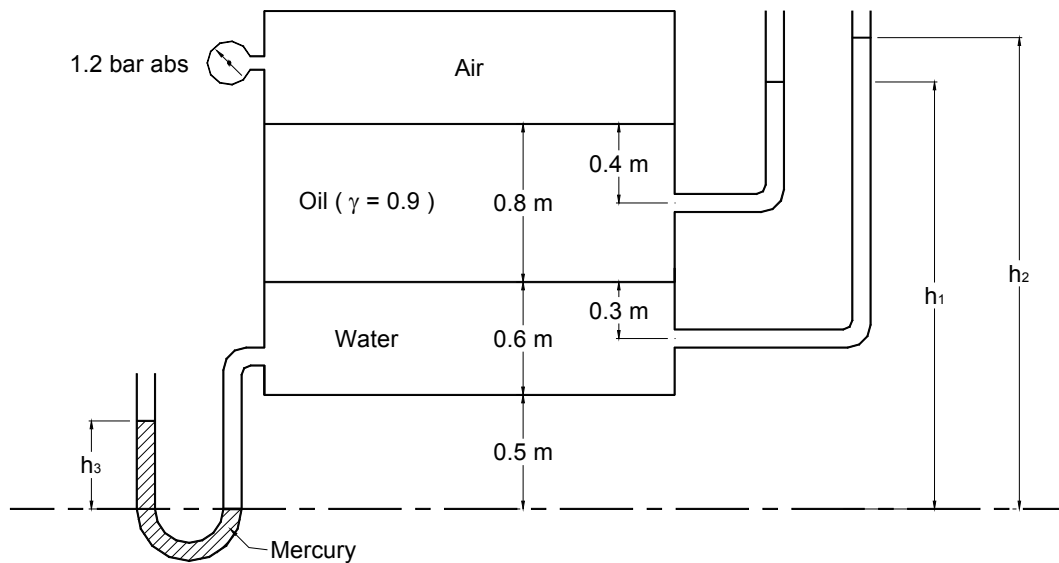 1.2 bar abs
Air
0.4 m
Oil ( γ = 0.9 )
0.8 m
h₂
h₁
0.3 m
Water
0.6 m
h₃
0.5 m
Mercury